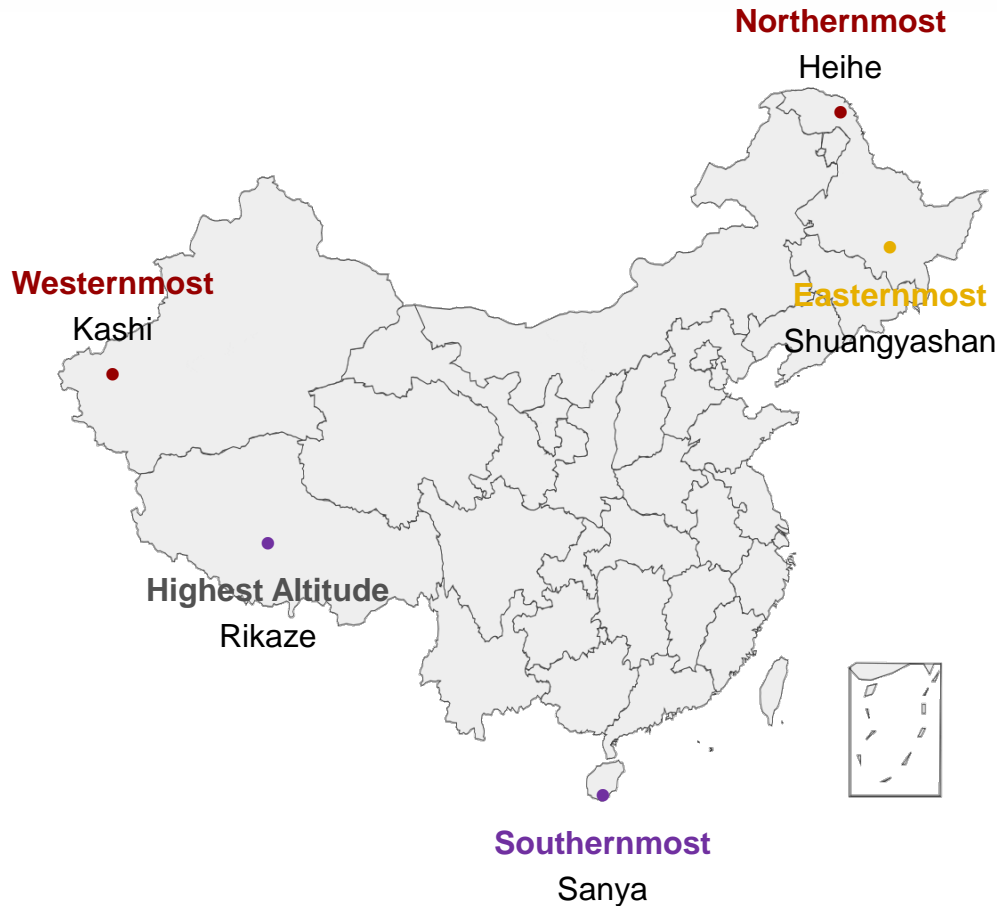 Northernmost
Heihe
Westernmost
Kashi
Easternmost
Shuangyashan
Highest Altitude
Rikaze
Southernmost
Sanya